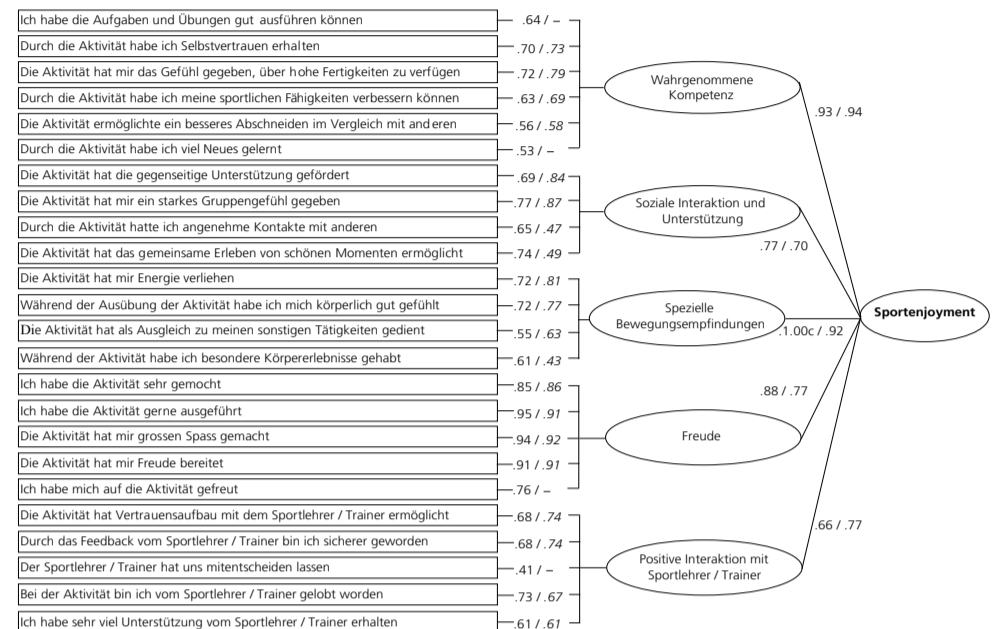 Ich habe die Aufgaben und Übungen gut ausführen können .64 / –
Durch die Aktivität habe ich Selbstvertrauen erhalten .70 / .73
Die Aktivität hat mir das Gefühl gegeben, über hohe Fertigkeiten zu verfügen .72 / .79
Durch die Aktivität habe ich meine sportlichen Fähigkeiten verbessern können .63 / .69
Die Aktivität ermöglichte ein besseres Abschneiden im Vergleich mit anderen .56 / .58
Durch die Aktivität habe ich viel Neues gelernt .53 / –
Wahrgenommene
Kompetenz
.93 / .94
Die Aktivität hat die gegenseitige Unterstützung gefördert .69 / .84
Die Aktivität hat mir ein starkes Gruppengefühl gegeben .77 / .87
Durch die Aktivität hatte ich angenehme Kontakte mit anderen .65 / .47
Die Aktivität hat das gemeinsame Erleben von schönen Momenten ermöglicht .74 / .49
Soziale Interaktion und
Unterstützung
.77 / .70
Die Aktivität hat mir Energie verliehen .72 / .81
Während der Ausübung der Aktivität habe ich mich körperlich gut gefühlt .72 / .77
Die Aktivität hat als Ausgleich zu meinen sonstigen Tätigkeiten gedient .55 / .63
Während der Aktivität habe ich besondere Körpererlebnisse gehabt .61 / .43
Spezielle
Bewegungsempfindungen
.1.00c / .92
Sportenjoyment
Ich habe die Aktivität sehr gemocht .85 / .86
Ich habe die Aktivität gerne ausgeführt .95 / .91
Die Aktivität hat mir grossen Spass gemacht .94 / .92
Die Aktivität hat mir Freude bereitet .91 / .91
Ich habe mich auf die Aktivität gefreut .76 / –
Freude
.88 / .77
Die Aktivität hat Vertrauensaufbau mit dem Sportlehrer / Trainer ermöglicht .68 / .74
Durch das Feedback vom Sportlehrer / Trainer bin ich sicherer geworden .68 / .74
Der Sportlehrer / Trainer hat uns mitentscheiden lassen .41 / –
Bei der Aktivität bin ich vom Sportlehrer / Trainer gelobt worden .73 / .67
Ich habe sehr viel Unterstützung vom Sportlehrer / Trainer erhalten .61 / .61
Positive Interaktion mit
Sportlehrer / Trainer
.66 / .77